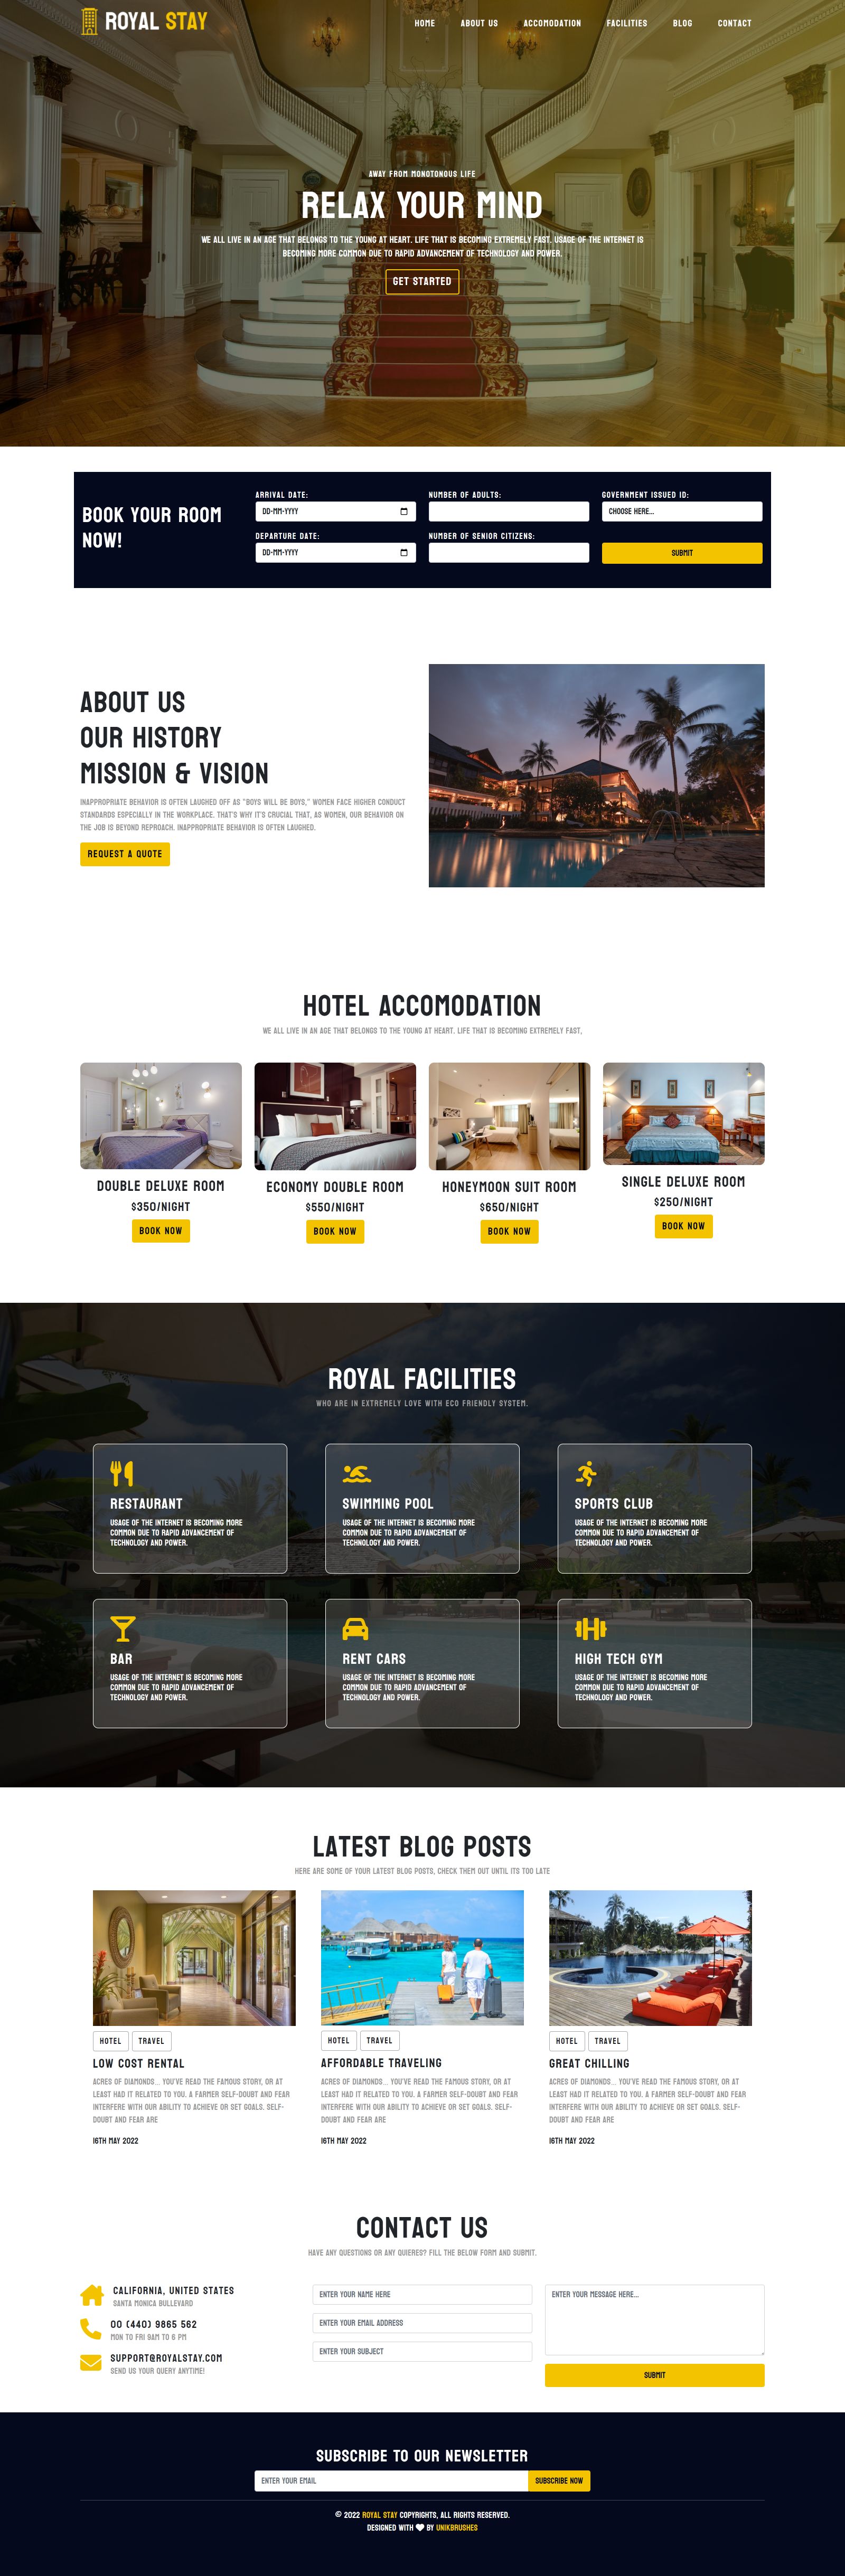 ROYAL STAY
HOME ABOUT US ACCOMODATION FACILITIES BLOG CONTACT
AWAY FROM MONOTONOUS LIFE
RELAX YOUR MIND
WE ALL LIVE IN AN AGE THAT BELONGS TO THE YOUNG AT HEART. LIFE THAT IS BECOMING EXTREMELY FAST. USAGE OF THE INTERNET IS
BECOMING MORE COMMON DUE TO RAPID ADVANCEMENT OF TECHNOLOGY AND POWER.
GET STARTED
BOOK YOUR ROOM
NOW!
ARRIVAL DATE:
DD-MM-YYYY
DEPARTURE DATE:
DD-MM-YYYY
NUMBER OF ADULTS:
NUMBER OF SENIOR CITIZENS:
GOVERNMENT ISSUED ID:
CHOOSE HERE...
SUBMIT
ABOUT US
OUR HISTORY
MISSION & VISION
INAPPROPRIATE BEHAVIOR IS OFTEN LAUGHED OFF AS "BOYS WILL BE BOYS," WOMEN FACE HIGHER CONDUCT
STANDARDS ESPECIALLY IN THE WORKPLACE. THAT'S WHY IT'S CRUCIAL THAT, AS WOMEN, OUR BEHAVIOR ON
THE JOB IS BEYOND REPROACH. INAPPROPRIATE BEHAVIOR IS OFTEN LAUGHED.
REQUEST A QUOTE
HOTEL ACCOMODATION
WE ALL LIVE IN AN AGE THAT BELONGS TO THE YOUNG AT HEART. LIFE THAT IS BECOMING EXTREMELY FAST,
DOUBLE DELUXE ROOM
$350/NIGHT
BOOK NOW
ECONOMY DOUBLE ROOM
$550/NIGHT
BOOK NOW
HONEYMOON SUIT ROOM
$650/NIGHT
BOOK NOW
SINGLE DELUXE ROOM
$250/NIGHT
BOOK NOW
ROYAL FACILITIES
WHO ARE IN EXTREMELY LOVE WITH ECO FRIENDLY SYSTEM.
RESTAURANT
USAGE OF THE INTERNET IS BECOMING MORE
COMMON DUE TO RAPID ADVANCEMENT OF
TECHNOLOGY AND POWER.
SWIMMING POOL
USAGE OF THE INTERNET IS BECOMING MORE
COMMON DUE TO RAPID ADVANCEMENT OF
TECHNOLOGY AND POWER.
SPORTS CLUB
USAGE OF THE INTERNET IS BECOMING MORE
COMMON DUE TO RAPID ADVANCEMENT OF
TECHNOLOGY AND POWER.
BAR
USAGE OF THE INTERNET IS BECOMING MORE
COMMON DUE TO RAPID ADVANCEMENT OF
TECHNOLOGY AND POWER.
RENT CARS
USAGE OF THE INTERNET IS BECOMING MORE
COMMON DUE TO RAPID ADVANCEMENT OF
TECHNOLOGY AND POWER.
HIGH TECH GYM
USAGE OF THE INTERNET IS BECOMING MORE
COMMON DUE TO RAPID ADVANCEMENT OF
TECHNOLOGY AND POWER.
LATEST BLOG POSTS
HERE ARE SOME OF YOUR LATEST BLOG POSTS, CHECK THEM OUT UNTIL ITS TOO LATE
HOTEL TRAVEL
LOW COST RENTAL
ACRES OF DIAMONDS... YOU'VE READ THE FAMOUS STORY, OR AT
LEAST HAD IT RELATED TO YOU. A FARMER SELF-DOUBT AND FEAR
INTERFERE WITH OUR ABILITY TO ACHIEVE OR SET GOALS. SELF-
DOUBT AND FEAR ARE
16TH MAY 2022
HOTEL TRAVEL
AFFORDABLE TRAVELING
ACRES OF DIAMONDS... YOU'VE READ THE FAMOUS STORY, OR AT
LEAST HAD IT RELATED TO YOU. A FARMER SELF-DOUBT AND FEAR
INTERFERE WITH OUR ABILITY TO ACHIEVE OR SET GOALS. SELF-
DOUBT AND FEAR ARE
16TH MAY 2022
HOTEL TRAVEL
GREAT CHILLING
ACRES OF DIAMONDS... YOU'VE READ THE FAMOUS STORY, OR AT
LEAST HAD IT RELATED TO YOU. A FARMER SELF-DOUBT AND FEAR
INTERFERE WITH OUR ABILITY TO ACHIEVE OR SET GOALS. SELF-
DOUBT AND FEAR ARE
16TH MAY 2022
CONTACT US
HAVE ANY QUESTIONS OR ANY QUIERES? FILL THE BELOW FORM AND SUBMIT.
CALIFORNIA, UNITED STATES
SANTA MONICA BULLEVARD
00 (440) 9865 562
MON TO FRI 9AM TO 6 PM
SUPPORT@ROYALSTAY.COM
SEND US YOUR QUERY ANYTIME!
ENTER YOUR NAME HERE
ENTER YOUR EMAIL ADDRESS
ENTER YOUR SUBJECT
ENTER YOUR MESSAGE HERE...
SUBMIT
SUBSCRIBE TO OUR NEWSLETTER
ENTER YOUR EMAIL SUBSCRIBE NOW
© 2022 ROYAL STAY COPYRIGHTS, ALL RIGHTS RESERVED.
DESIGNED WITH ♥ BY UNIKBRUSHES